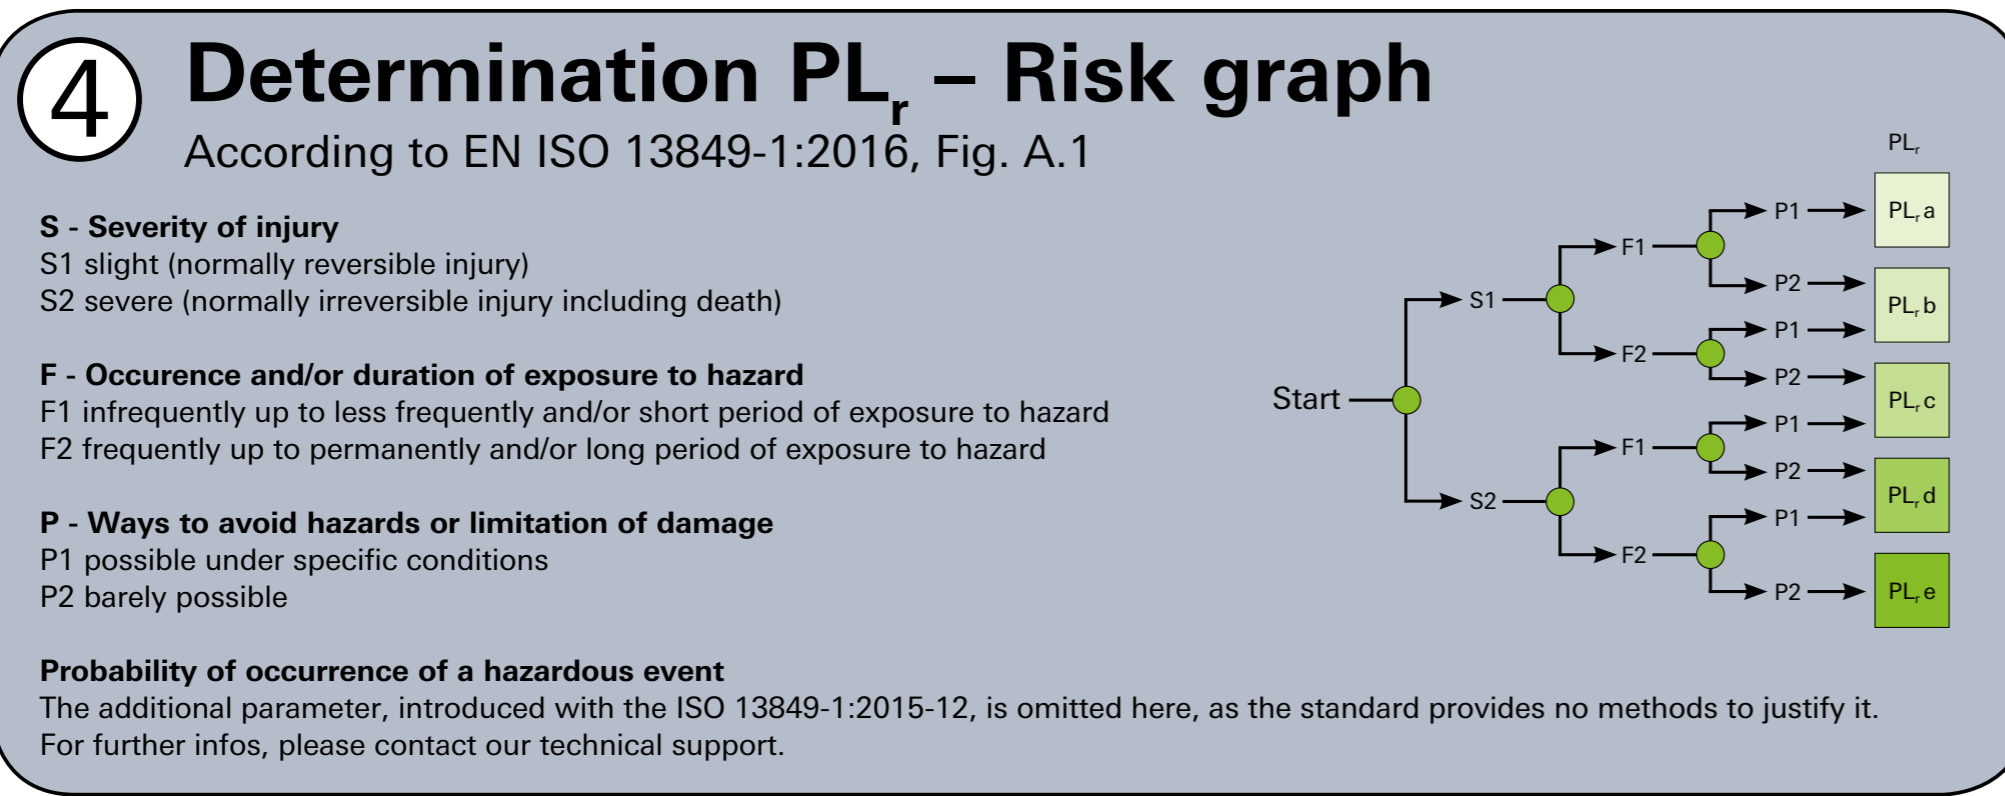 4
Determination PLr – Risk graph
According to EN ISO 13849-1:2016, Fig. A.1
S - Severity of injury
S1 slight (normally reversible injury)
S2 severe (normally irreversible injury including death)
F - Occurence and/or duration of exposure to hazard
F1 infrequently up to less frequently and/or short period of exposure to hazard
F2 frequently up to permanently and/or long period of exposure to hazard
P - Ways to avoid hazards or limitation of damage
P1 possible under specific conditions
P2 barely possible
Probability of occurrence of a hazardous event
The additional parameter, introduced with the ISO 13849-1:2015-12, is omitted here, as the standard provides no methods to justify it.
For further infos, please contact our technical support.
PLr
Start
S1
S2
F1
F2
F1
F2
P1
P2
P1
P2
P1
P2
P1
P2
PLr a
PLr b
PLr c
PLr d
PLr e